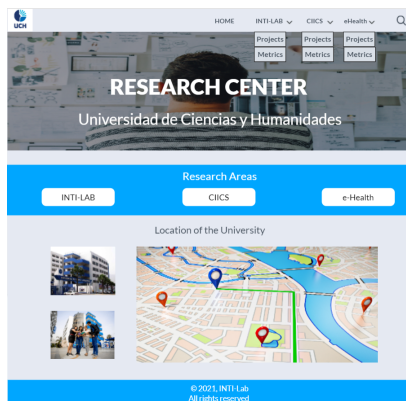 UCH
HOME INTI-LAB CIICS eHealth
Projects Projects Projects
Metrics Metrics Metrics
RESEARCH CENTER
Universidad de Ciencias y Humanidades
Research Areas
INTI-LAB CIICS e-Health
Location of the University
© 2021, INTI-Lab
All rights reserved